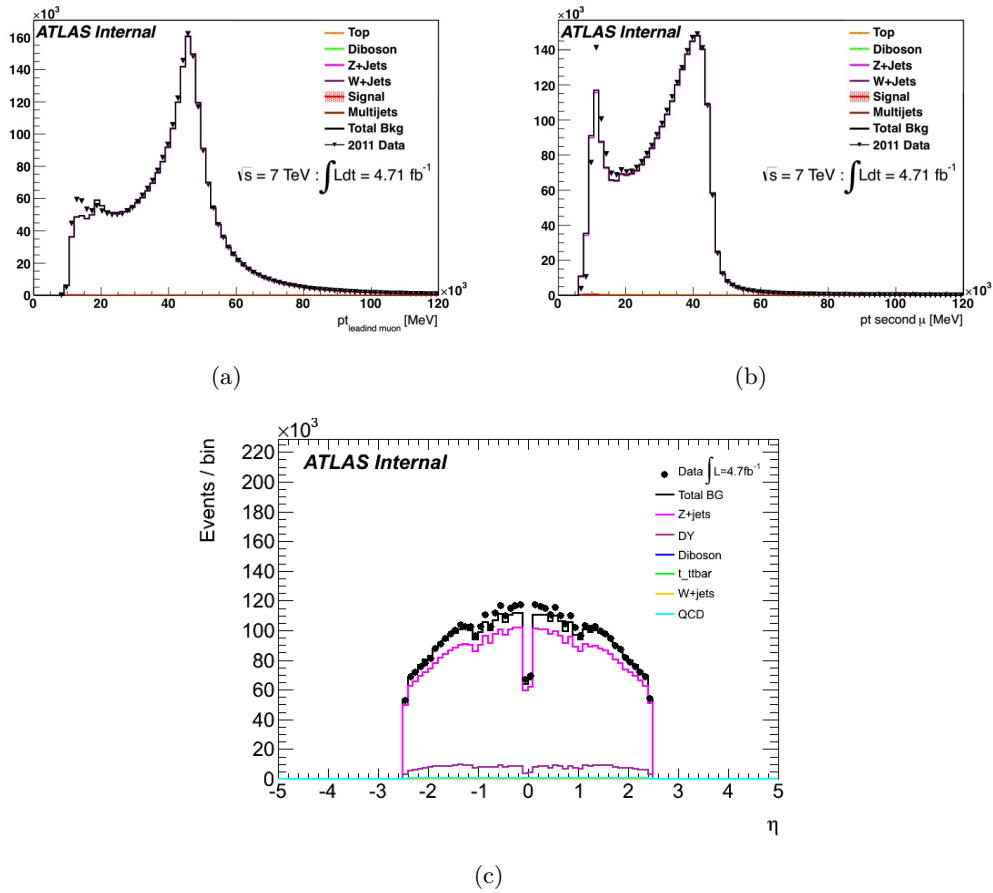 ×10³
160
140
120
100
80
60
40
20
0
ATLAS Internal
Top
Diboson
Z+Jets
W+Jets
Signal
Multijets
Total Bkg
2011 Data
√s = 7 TeV : ∫Ldt = 4.71 fb⁻¹
0 20 40 60 80 100 120
×10³
pt leadind muon [MeV]
(a)
×10³
140
120
100
80
60
40
20
0
ATLAS Internal
Top
Diboson
Z+Jets
W+Jets
Signal
Multijets
Total Bkg
2011 Data
√s = 7 TeV : ∫Ldt = 4.71 fb⁻¹
0 20 40 60 80 100 120
×10³
pt second μ [MeV]
(b)
×10³
Events / bin
220
200
180
160
140
120
100
80
60
40
20
0
ATLAS Internal
Data ∫L=4.7fb⁻¹
Total BG
Z+jets
DY
Diboson
t_ttbar
W+jets
QCD
-5 -4 -3 -2 -1 0 1 2 3 4 5
η
(c)